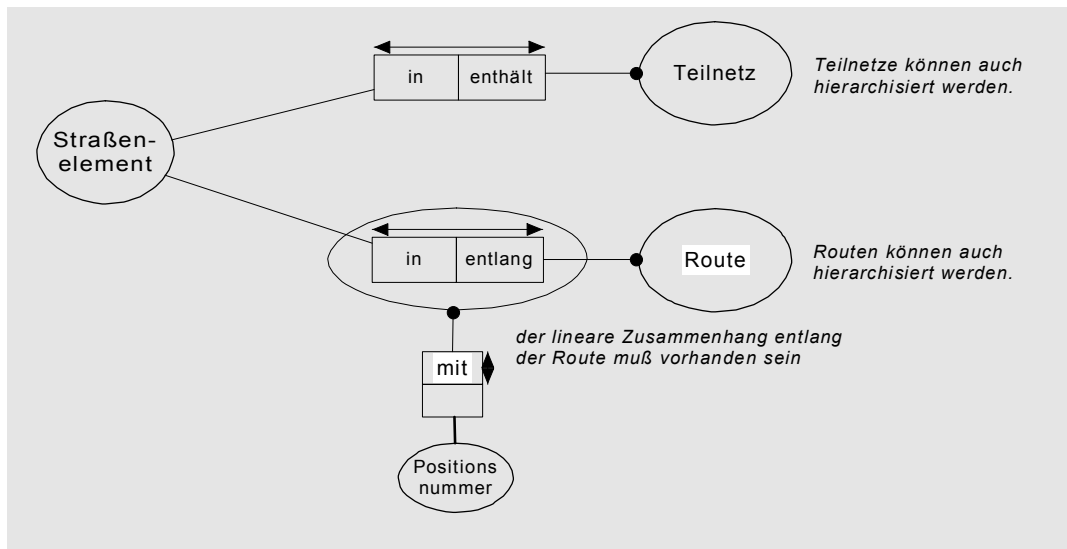 in enthält
Teilnetz
Teilnetze können auch
hierarchisiert werden.
Straßen-
element
in entlang
Route
Routen können auch
hierarchisiert werden.
der lineare Zusammenhang entlang
der Route muß vorhanden sein
mit
Positions
nummer